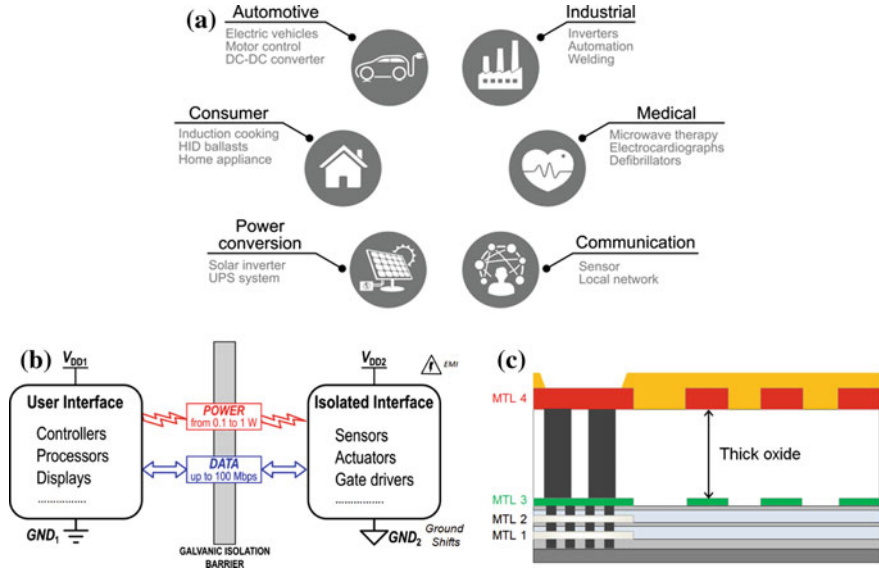 (a)
Automotive
Electric vehicles
Motor control
DC-DC converter
Industrial
Inverters
Automation
Welding
Consumer
Induction cooking
HID ballasts
Home appliance
Medical
Microwave therapy
Electrocardiographs
Defibrillators
Power
conversion
Solar inverter
UPS system
Communication
Sensor
Local network
(b)
VDD1
User Interface
Controllers
Processors
Displays
....................
GND1
POWER
from 0.1 to 1 W
DATA
up to 100 Mbps
GALVANIC ISOLATION
BARRIER
VDD2
EMI
Isolated Interface
Sensors
Actuators
Gate drivers
....................
GND2
Ground
Shifts
(c)
MTL 4
Thick oxide
MTL 3
MTL 2
MTL 1